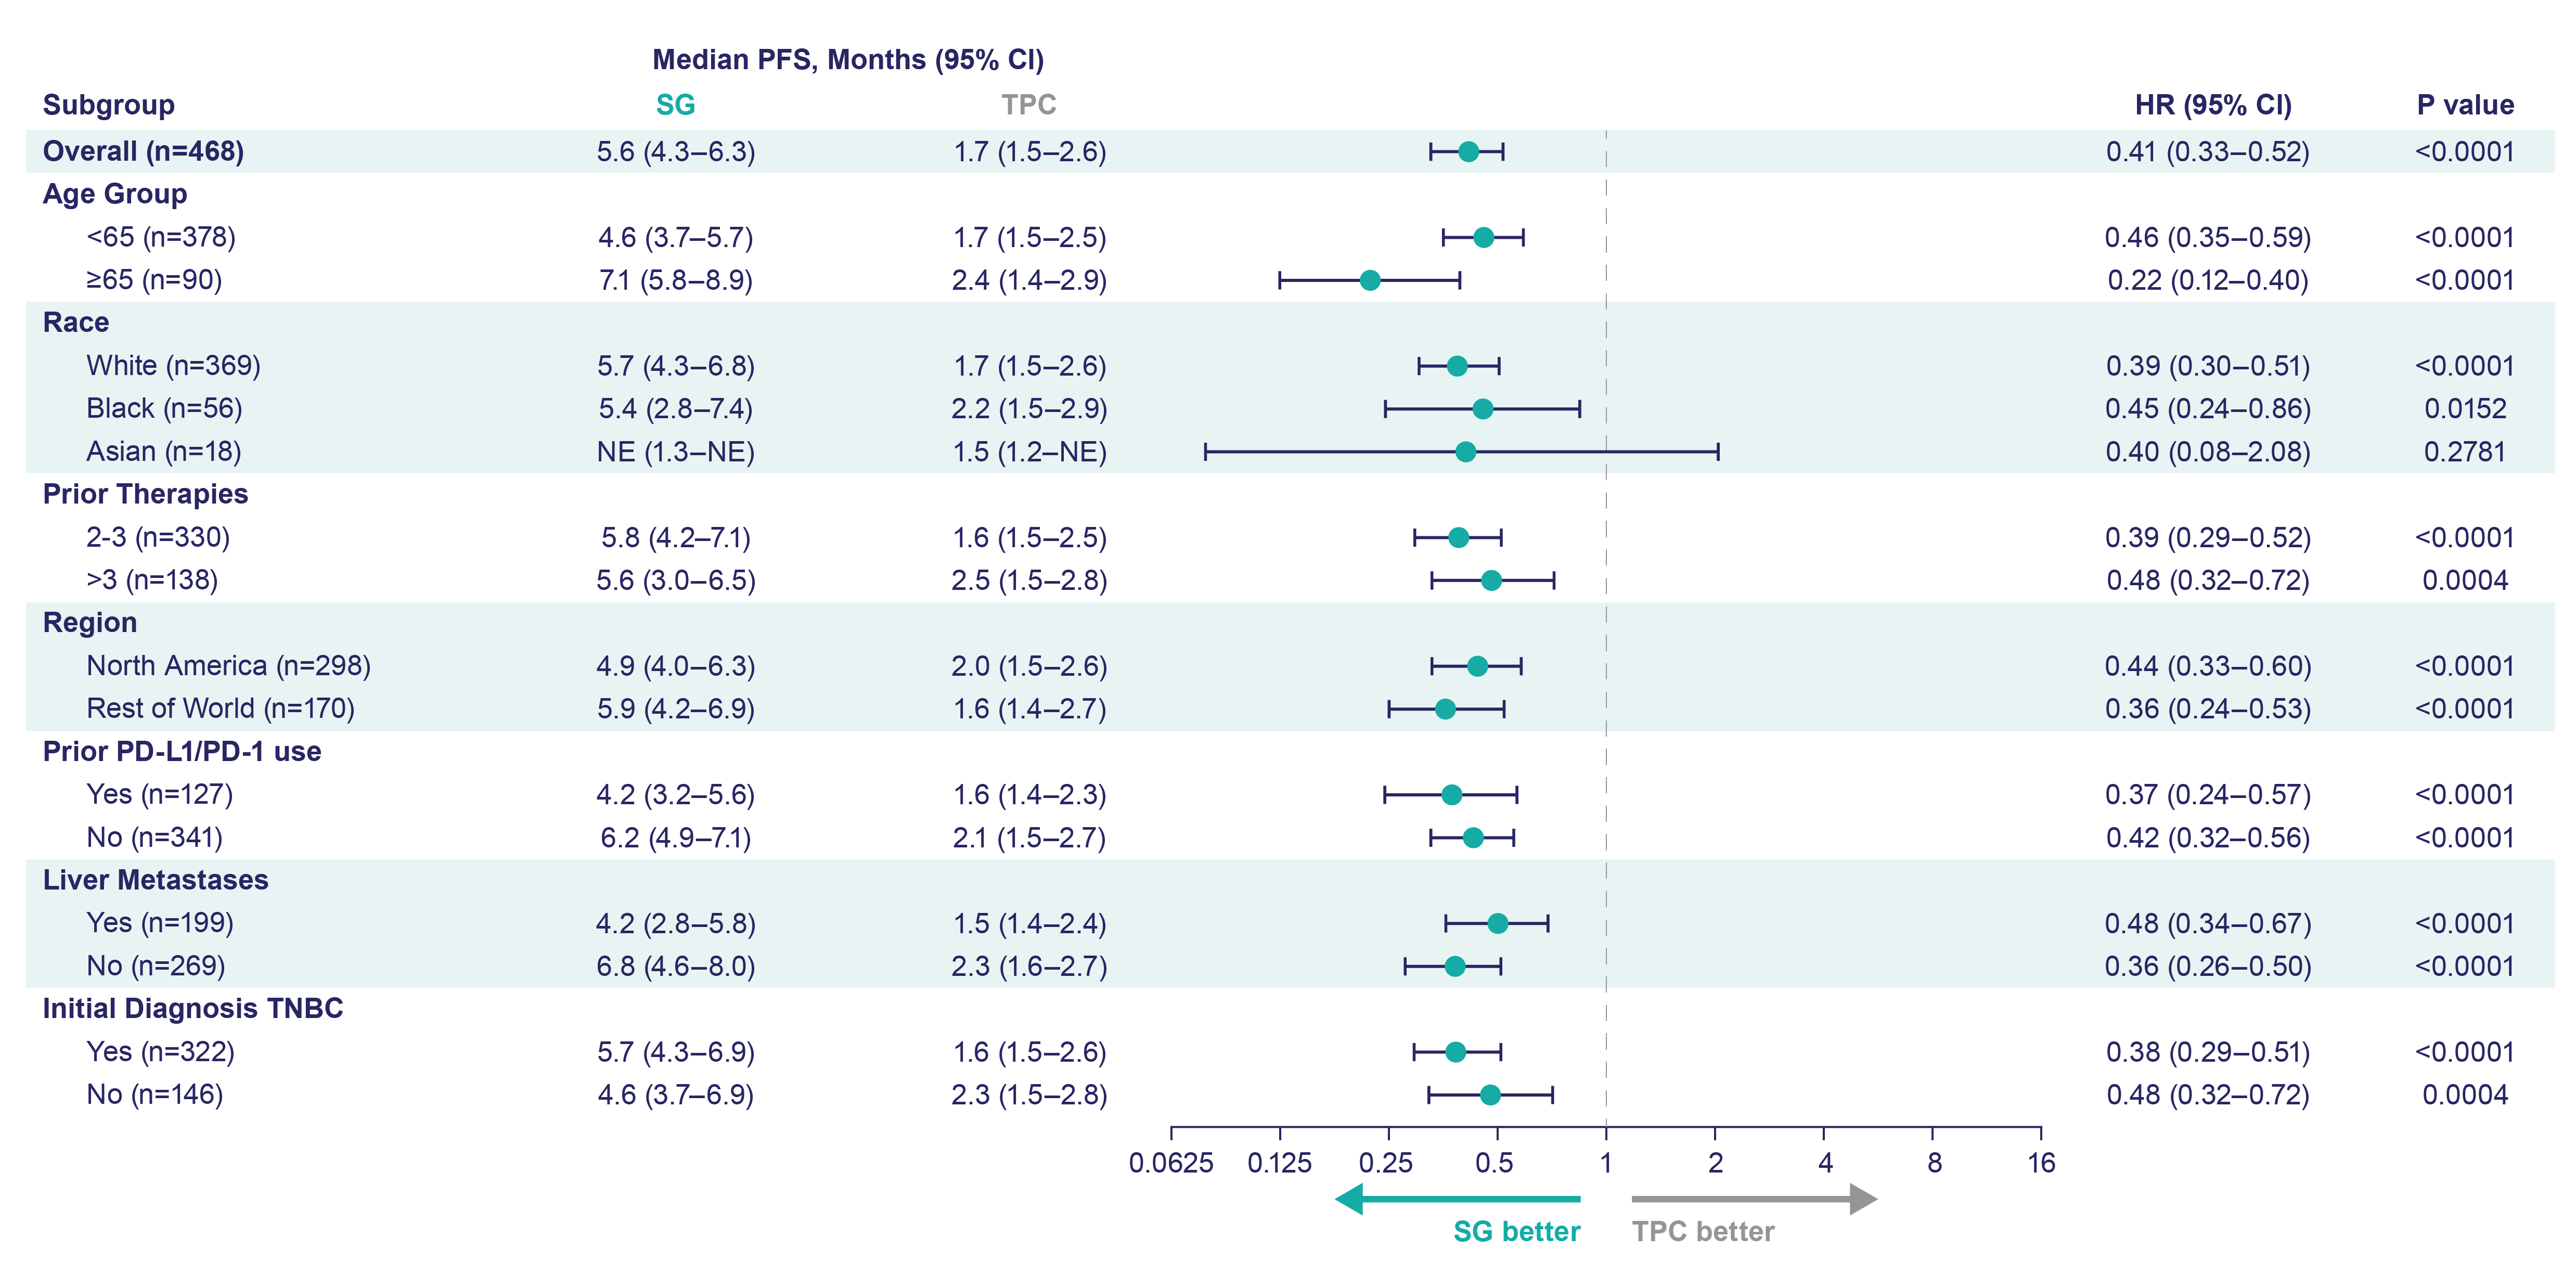 Median PFS, Months (95% CI)
Subgroup SG TPC HR (95% CI) P value
Overall (n=468) 5.6 (4.3–6.3) 1.7 (1.5–2.6) 0.41 (0.33–0.52) <0.0001
Age Group
<65 (n=378) 4.6 (3.7–5.7) 1.7 (1.5–2.5) 0.46 (0.35–0.59) <0.0001
≥65 (n=90) 7.1 (5.8–8.9) 2.4 (1.4–2.9) 0.22 (0.12–0.40) <0.0001
Race
White (n=369) 5.7 (4.3–6.8) 1.7 (1.5–2.6) 0.39 (0.30–0.51) <0.0001
Black (n=56) 5.4 (2.8–7.4) 2.2 (1.5–2.9) 0.45 (0.24–0.86) 0.0152
Asian (n=18) NE (1.3–NE) 1.5 (1.2–NE) 0.40 (0.08–2.08) 0.2781
Prior Therapies
2-3 (n=330) 5.8 (4.2–7.1) 1.6 (1.5–2.5) 0.39 (0.29–0.52) <0.0001
>3 (n=138) 5.6 (3.0–6.5) 2.5 (1.5–2.8) 0.48 (0.32–0.72) 0.0004
Region
North America (n=298) 4.9 (4.0–6.3) 2.0 (1.5–2.6) 0.44 (0.33–0.60) <0.0001
Rest of World (n=170) 5.9 (4.2–6.9) 1.6 (1.4–2.7) 0.36 (0.24–0.53) <0.0001
Prior PD-L1/PD-1 use
Yes (n=127) 4.2 (3.2–5.6) 1.6 (1.4–2.3) 0.37 (0.24–0.57) <0.0001
No (n=341) 6.2 (4.9–7.1) 2.1 (1.5–2.7) 0.42 (0.32–0.56) <0.0001
Liver Metastases
Yes (n=199) 4.2 (2.8–5.8) 1.5 (1.4–2.4) 0.48 (0.34–0.67) <0.0001
No (n=269) 6.8 (4.6–8.0) 2.3 (1.6–2.7) 0.36 (0.26–0.50) <0.0001
Initial Diagnosis TNBC
Yes (n=322) 5.7 (4.3–6.9) 1.6 (1.5–2.6) 0.38 (0.29–0.51) <0.0001
No (n=146) 4.6 (3.7–6.9) 2.3 (1.5–2.8) 0.48 (0.32–0.72) 0.0004
0.0625 0.125 0.25 0.5 1 2 4 8 16
SG better TPC better